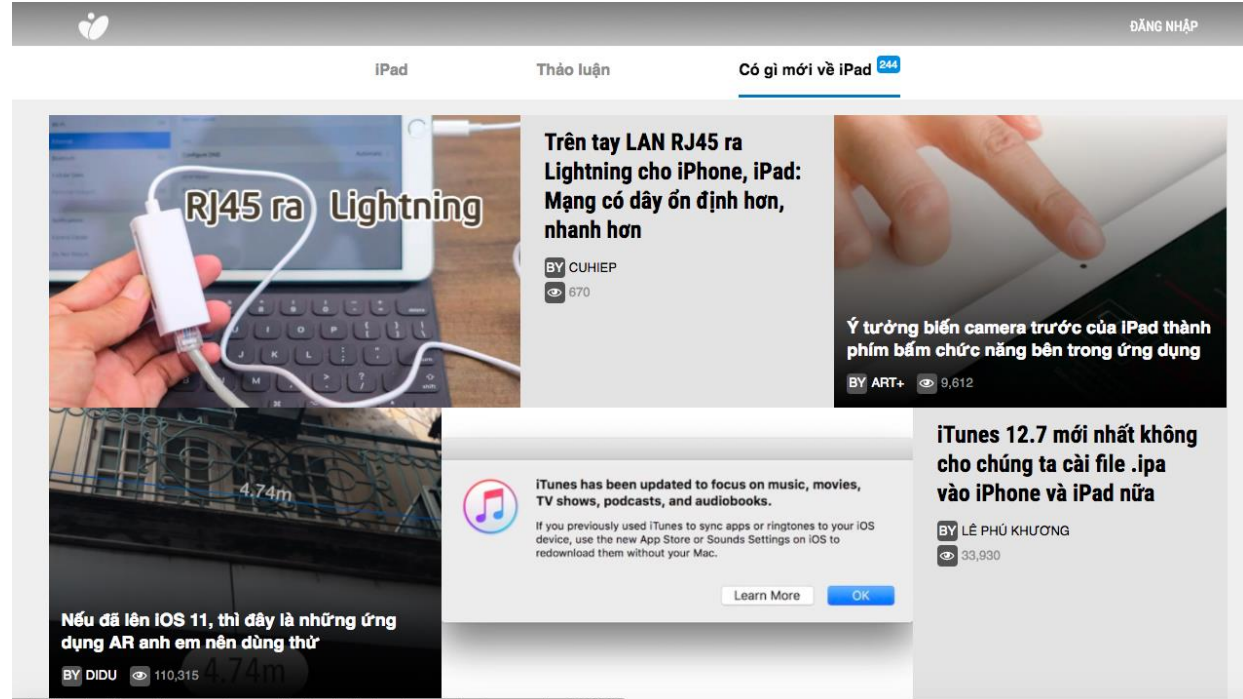 ĐĂNG NHẬP
iPad
Thảo luận
Có gì mới về iPad 244
RJ45 ra Lightning
Trên tay LAN RJ45 ra
Lightning cho iPhone, iPad:
Mạng có dây ổn định hơn,
nhanh hơn
BY CUHIEP
670
Ý tưởng biến camera trước của iPad thành
phím bấm chức năng bên trong ứng dụng
BY ART+ 9,612
4.74m
Nếu đã lên iOS 11, thì đây là những ứng
dụng AR anh em nên dùng thử
BY DIDU 110,315
4.74m
iTunes has been updated to focus on music, movies,
TV shows, podcasts, and audiobooks.
If you previously used iTunes to sync apps or ringtones to your iOS
device, use the new App Store or Sounds Settings on iOS to
redownload them without your Mac.
Learn More
OK
iTunes 12.7 mới nhất không
cho chúng ta cài file .ipa
vào iPhone và iPad nữa
BY LÊ PHÚ KHƯƠNG
33,930